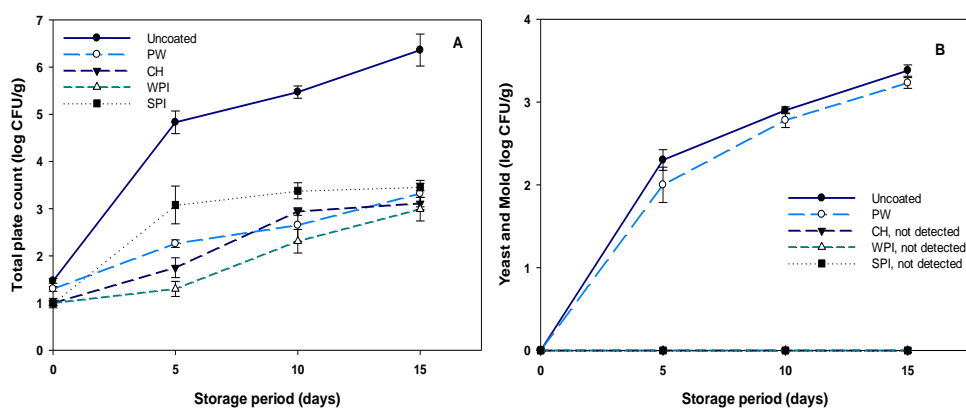 A
Uncoated
PW
CH
WPI
SPI
Total plate count (log CFU/g)
7
6
5
4
3
2
1
0
0
5
10
15
Storage period (days)
B
Uncoated
PW
CH, not detected
WPI, not detected
SPI, not detected
Yeast and Mold (log CFU/g)
4
3
2
1
0
0
5
10
15
Storage period (days)